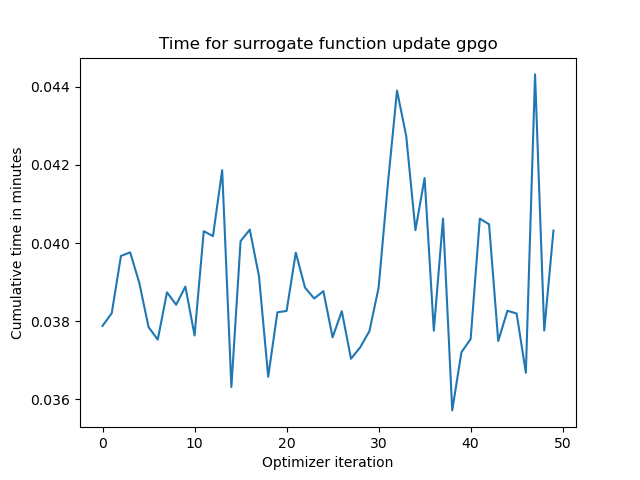 Time for surrogate function update gpgo
Cumulative time in minutes
0.044
0.042
0.040
0.038
0.036
0 10 20 30 40 50
Optimizer iteration